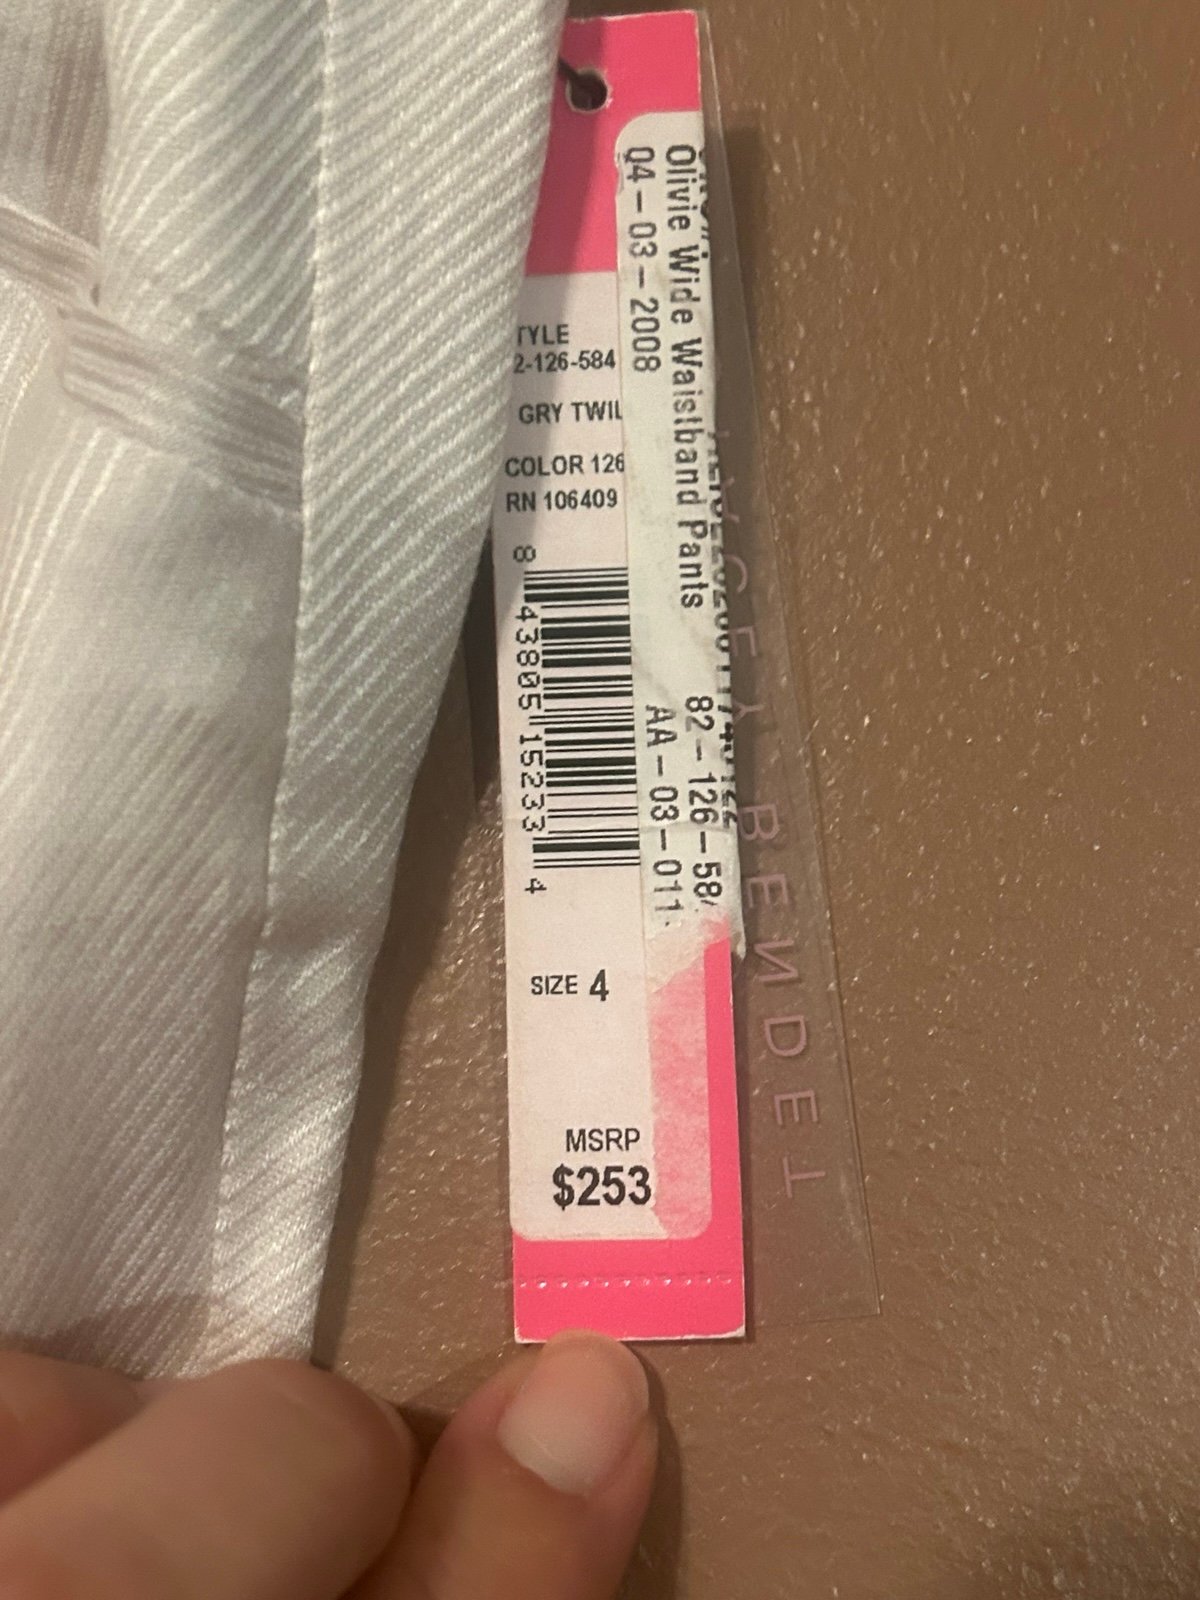 TYLE
2-126-584
GRY TWIL
COLOR 126
RN 106409
8 43805 15233 4
SIZE 4
MSRP
$253
Olivie Wide Waistband Pants
04-03-2008
82-126-58
AA-03-011
BENDET